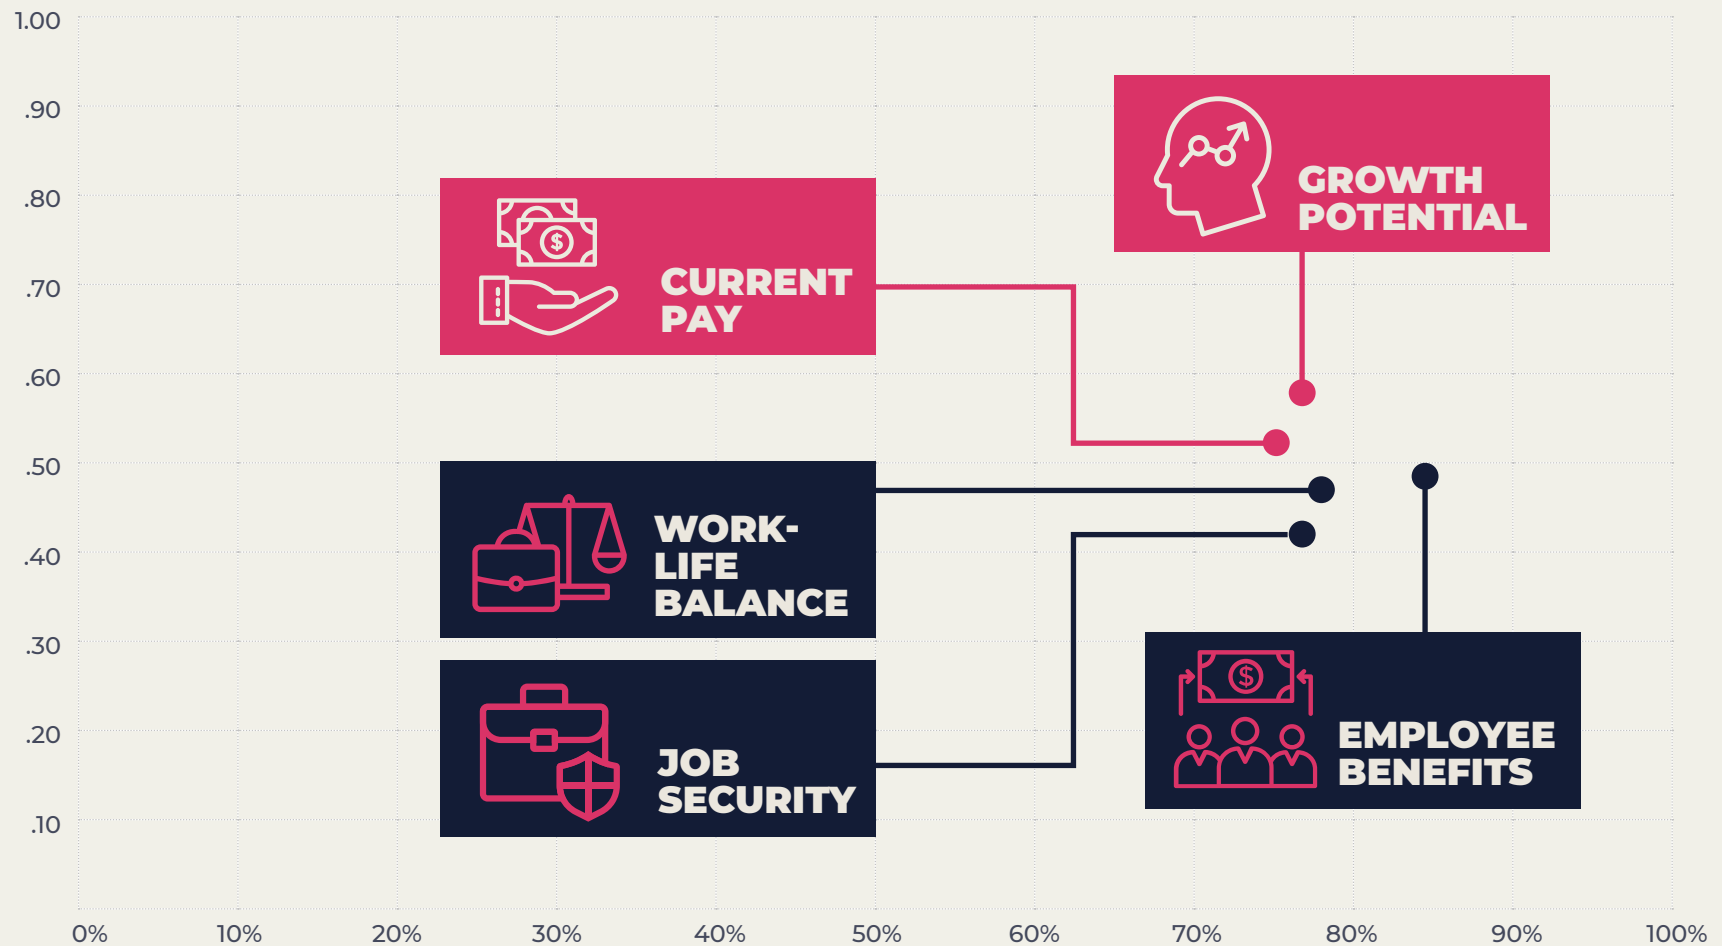 1.00
.90
.80
.70
.60
.50
.40
.30
.20
.10
GROWTH
POTENTIAL
$
CURRENT
PAY
WORK-
LIFE
BALANCE
JOB
SECURITY
$
EMPLOYEE
BENEFITS
0% 10% 20% 30% 40% 50% 60% 70% 80% 90% 100%